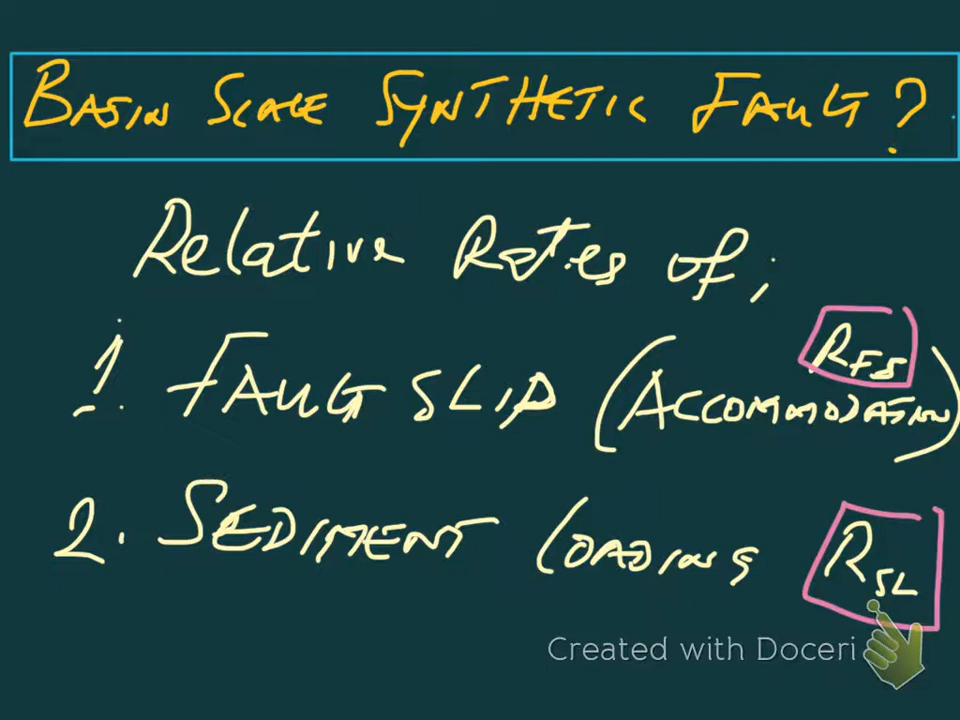 BASIN SCALE SYNTHETIC FAULT?
Relative Rates of;
1. FAULT SLIP (ACCOMMODATION)
RFS
2. SEDIMENT LOADING
RSL
Created with Doceri